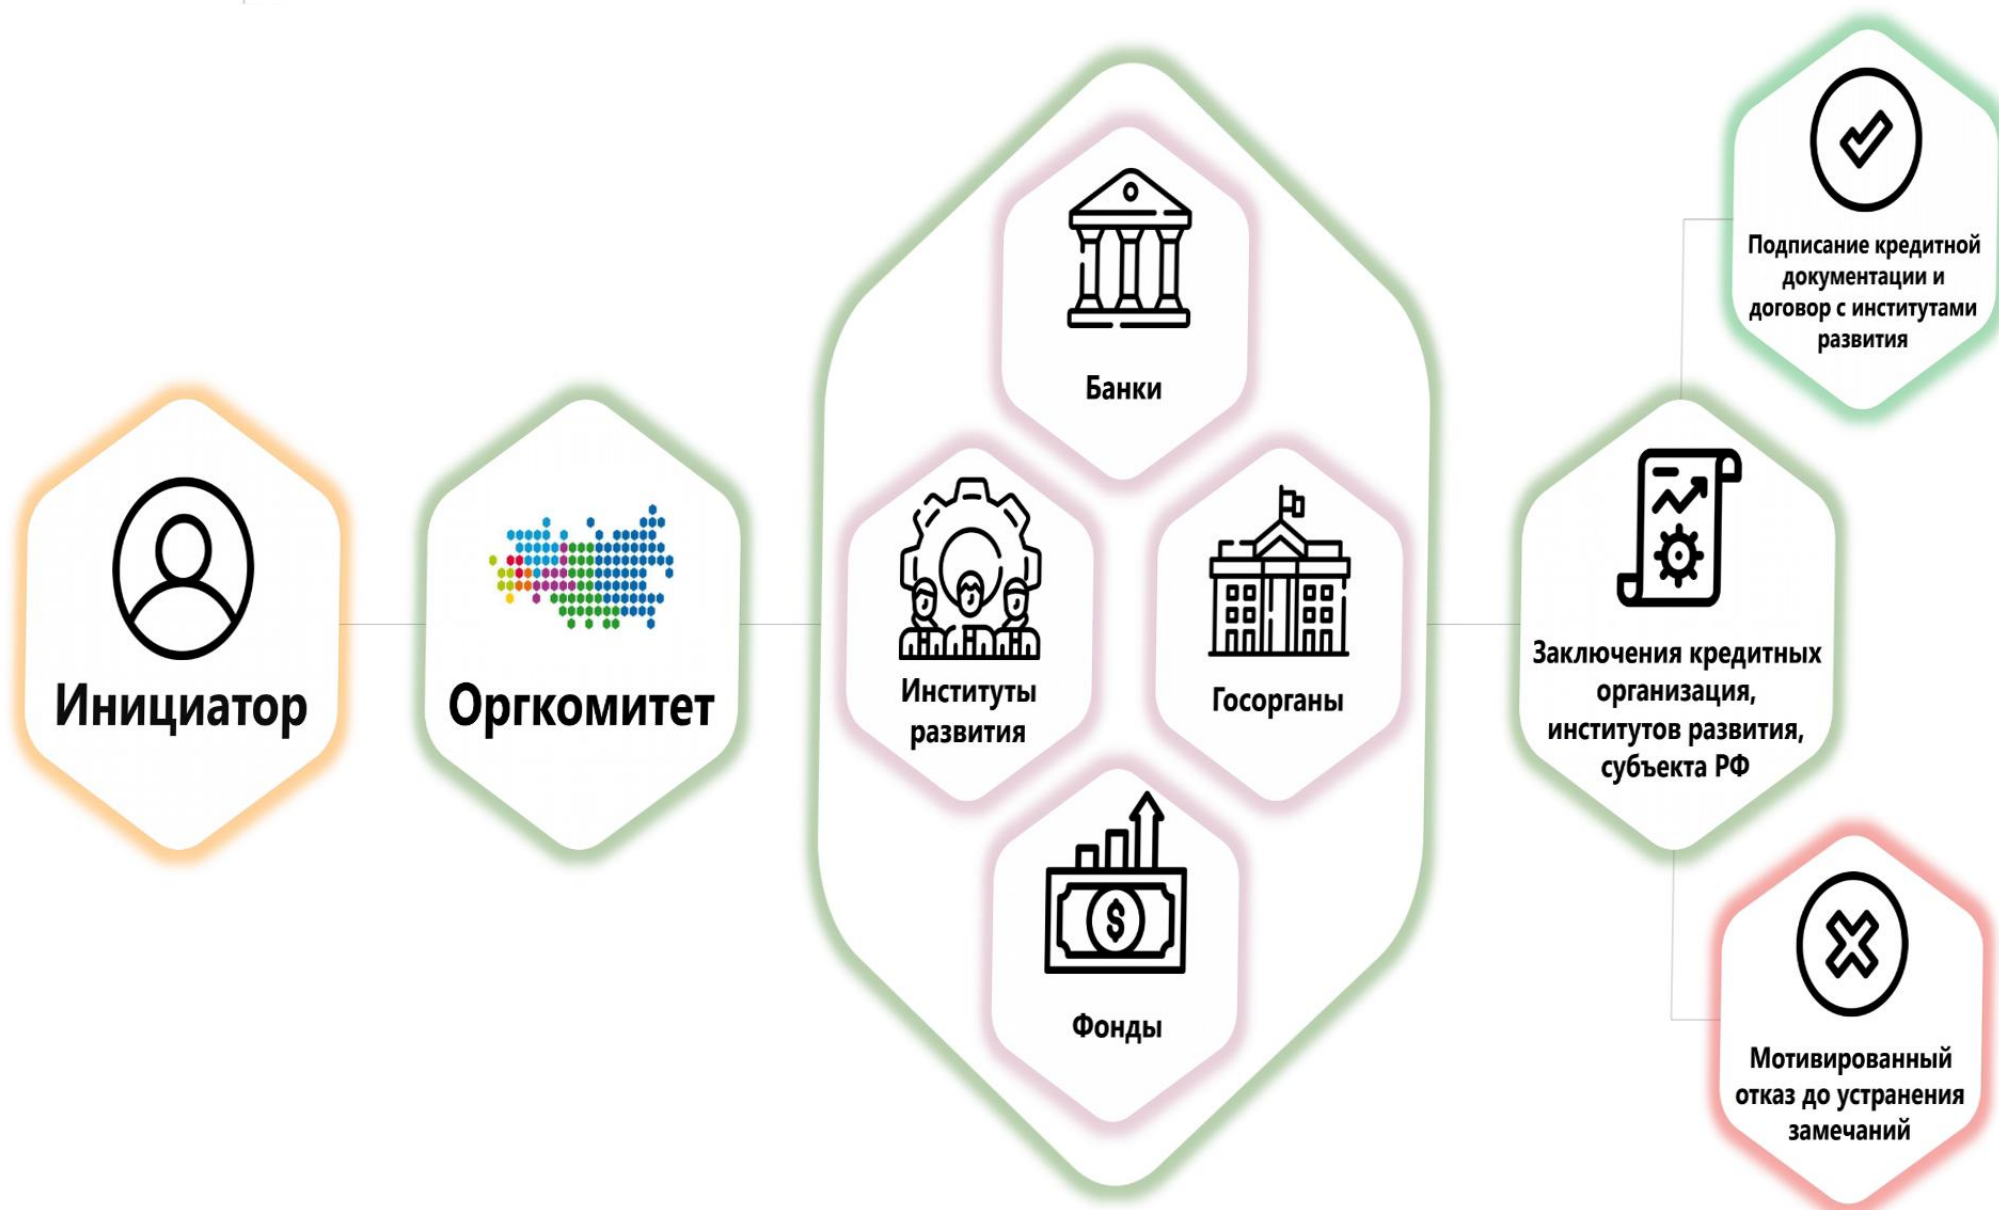 Инициатор
Оргкомитет
Банки
Институты
развития
Госорганы
Фонды
Заключения кредитных
организация,
институтов развития,
субъекта РФ
Подписание кредитной
документации и
договор с институтами
развития
Мотивированный
отказ до устранения
замечаний